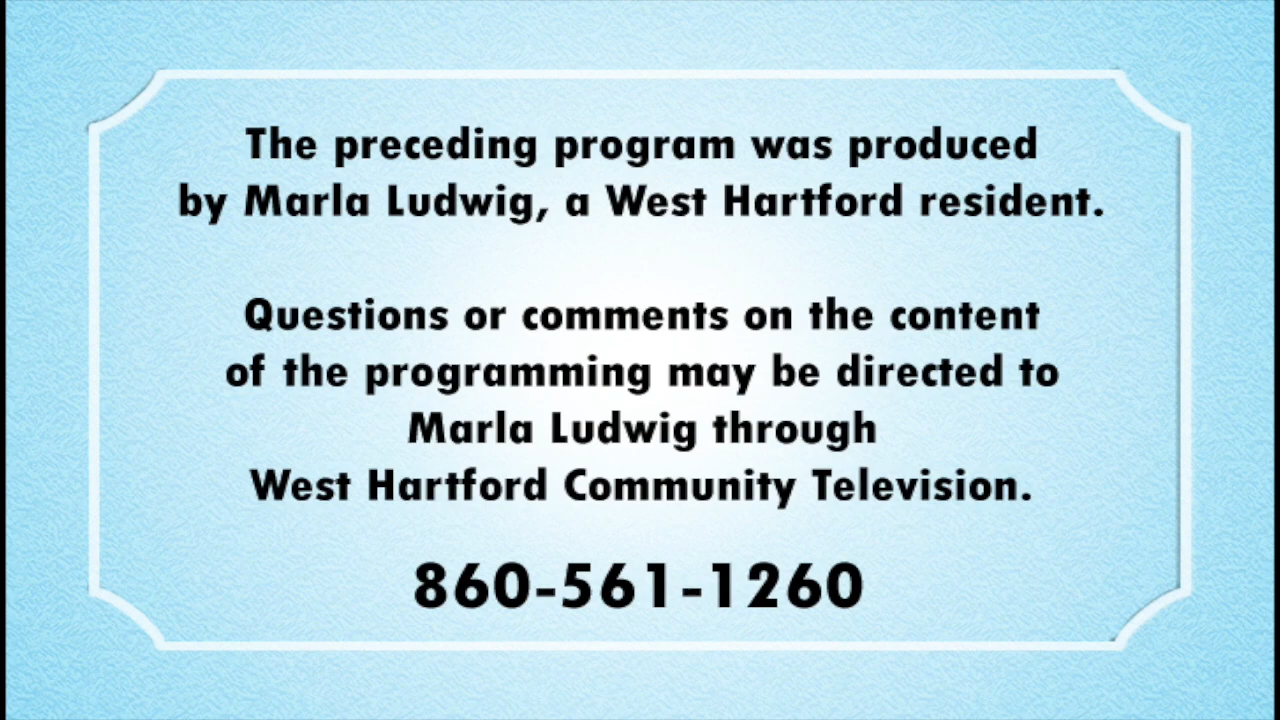 The preceding program was produced
by Marla Ludwig, a West Hartford resident.
Questions or comments on the content
of the programming may be directed to
Marla Ludwig through
West Hartford Community Television.
860-561-1260